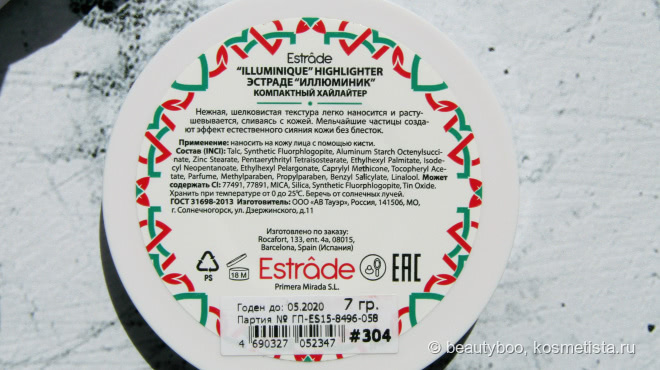 Estrâde
"ILLUMINIQUE" HIGHLIGHTER
ЭСТРАДЕ "ИЛЛЮМИНИК"
КОМПАКТНЫЙ ХАЙЛАЙТЕР
Нежная, шелковистая текстура легко наносится и расту-
шевывается, сливаясь с кожей. Мельчайшие частицы созда-
ют эффект естественного сияния кожи без блесток.
Применение: наносить на кожу лица с помощью кисти.
Состав (INCI): Talc, Synthetic Fluorphlogopite, Aluminum Starch Octenylsucci-
nate, Zinc Stearate, Pentaerythrityl Tetraisostearate, Ethylhexyl Palmitate, Isode-
cyl Neopentanoate, Ethylhexyl Pelargonate, Caprylyl Methicone, Tocopheryl Ace-
tate, Parfume, Methylparaben, Propylparaben, Benzyl Salicylate, Linalool. Может
содержать CI: 77491, 77891, MICA, Silica, Synthetic Fluorphlogopite, Tin Oxide.
Хранить при температуре от 0 до 25℃. Беречь от солнечных лучей.
ГОСТ 31698-2013 Изготовитель: ООО «АВ Тауэр», Россия, 141506, МО,
г. Солнечногорск, ул. Дзержинского, д.11
Изготовлено по заказу:
Rocafort, 133, ent. 4a, 08015,
Barcelona, Spain (Испания)
PS
18 M
Estrâde
EAC
Primera Mirada S.L.
Годен до: 05.2020 7 гр.
Партия № ГП-ES15-8496-05В
4 690327 052347 #304
© beautyboo, kosmetista.ru